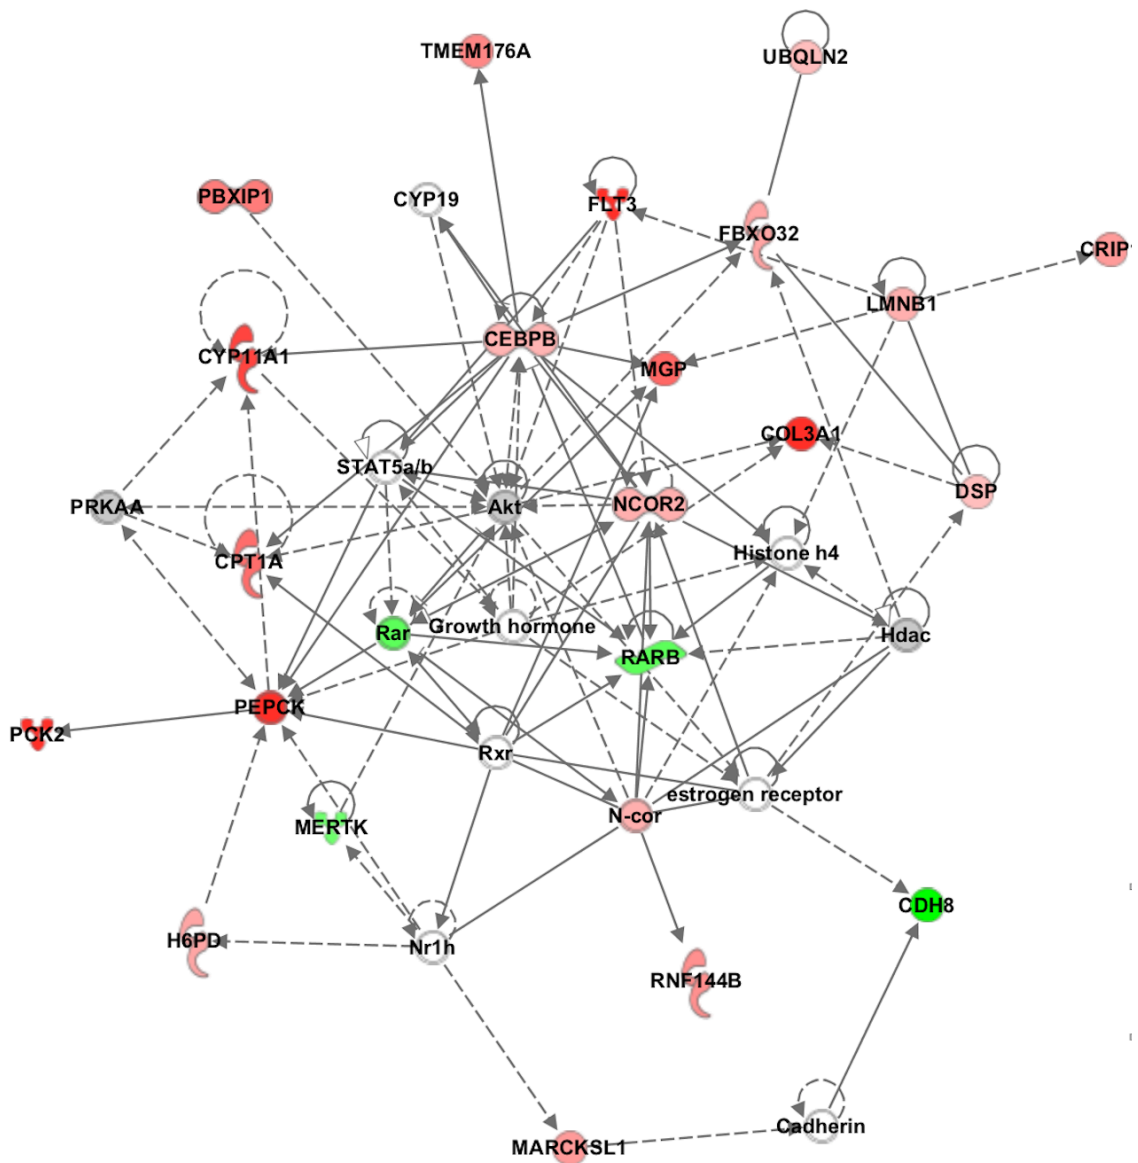 TMEM176A
UBQLN2
PBXIP1
CYP19
FLT3
FBXO32
CRIP1
LMNB1
CEBPB
CYP11A1
MGP
COL3A1
STAT5a/b
DSP
PRKAA
Akt
NCOR2
Histone h4
CPT1A
Rar
Growth hormone
Hdac
RARB
PEPCK
PCK2
Rxr
estrogen receptor
N-cor
MERTK
CDH8
H6PD
Nr1h
RNF144B
Cadherin
MARCKSL1